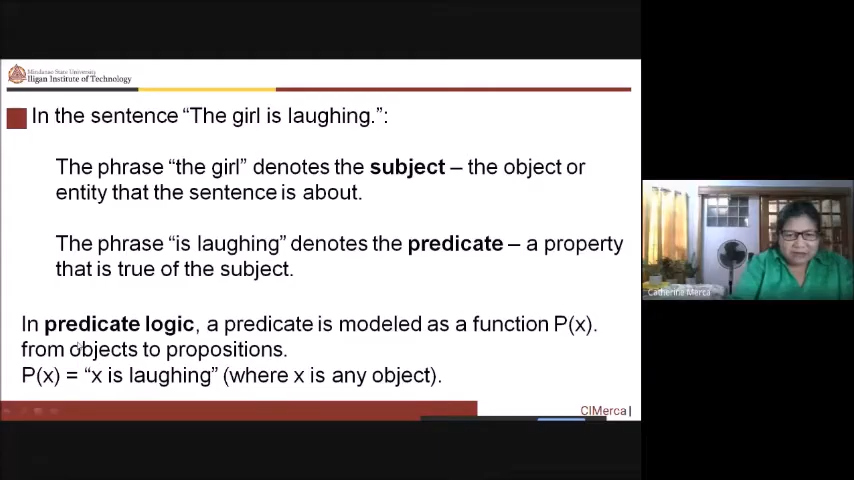 Mindanao State University
Iligan Institute of Technology
In the sentence “The girl is laughing.”:
The phrase “the girl” denotes the subject – the object or
entity that the sentence is about.
The phrase “is laughing” denotes the predicate – a property
that is true of the subject.
In predicate logic, a predicate is modeled as a function P(x).
from objects to propositions.
P(x) = “x is laughing” (where x is any object).
CIMerca |
Catherine Merca